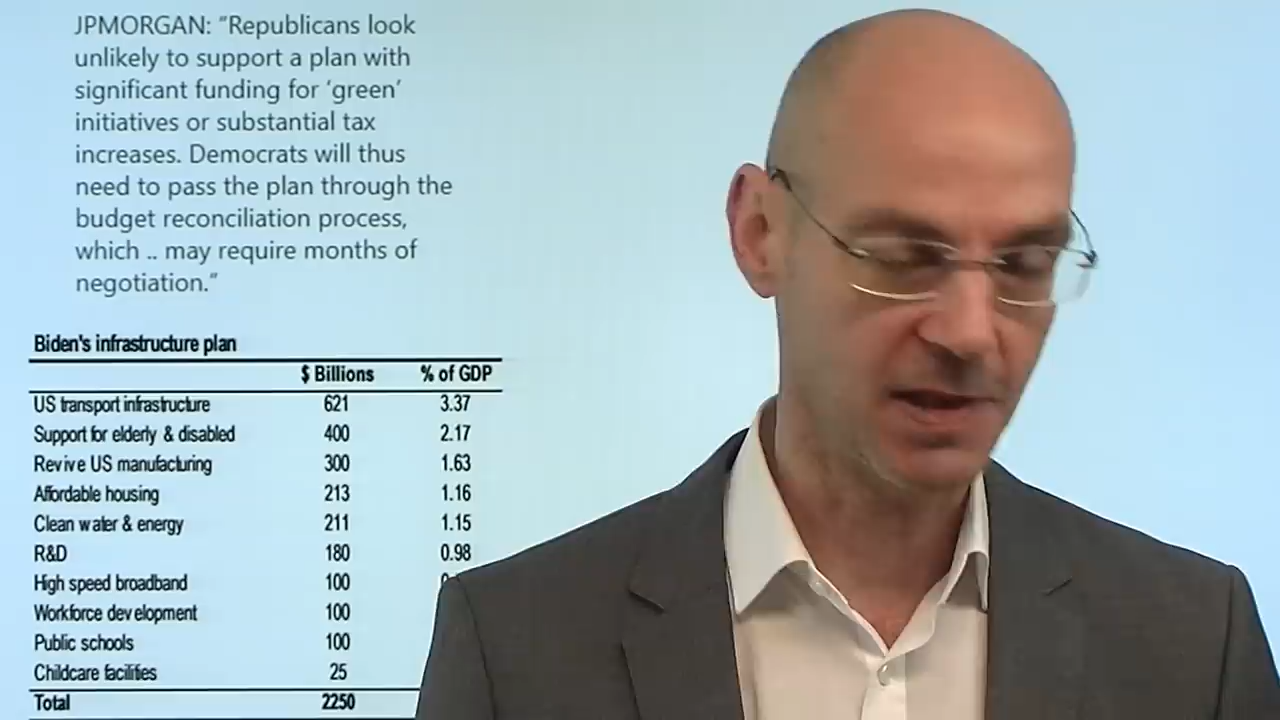 JPMORGAN: “Republicans look
unlikely to support a plan with
significant funding for ‘green’
initiatives or substantial tax
increases. Democrats will thus
need to pass the plan through the
budget reconciliation process,
which .. may require months of
negotiation.”
Biden's infrastructure plan
$ Billions % of GDP
US transport infrastructure 621 3.37
Support for elderly & disabled 400 2.17
Revive US manufacturing 300 1.63
Affordable housing 213 1.16
Clean water & energy 211 1.15
R&D 180 0.98
High speed broadband 100
Workforce development 100
Public schools 100
Childcare facilities 25
Total 2250